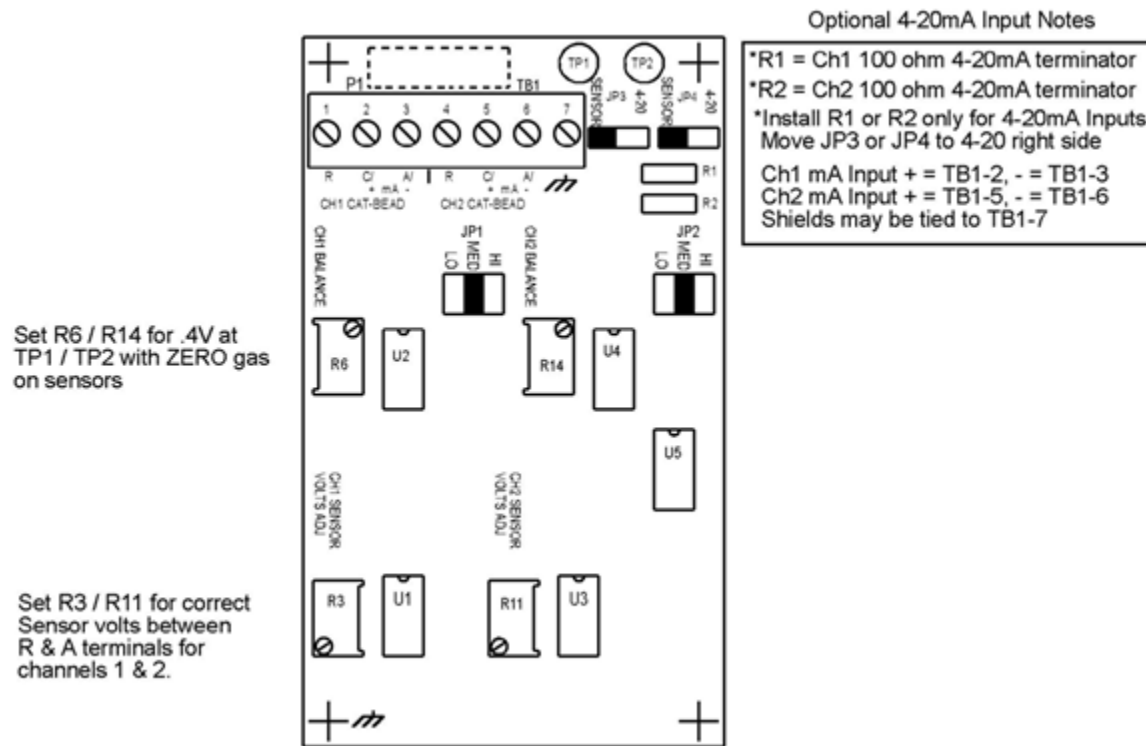 Optional 4-20mA Input Notes
*R1 = Ch1 100 ohm 4-20mA terminator
*R2 = Ch2 100 ohm 4-20mA terminator
*Install R1 or R2 only for 4-20mA Inputs
Move JP3 or JP4 to 4-20 right side
Ch1 mA Input + = TB1-2, - = TB1-3
Ch2 mA Input + = TB1-5, - = TB1-6
Shields may be tied to TB1-7
TP1 TP2
P1 TB1
SENSOR JP3 4-20 SENSOR JP4 4-20
1 2 3 4 5 6 7
R C/ A/ R C/ A/
+ mA - + mA -
CH1 CAT-BEAD CH2 CAT-BEAD
R1
R2
CH1 BALANCE
JP1
LO MED HI
CH2 BALANCE
JP2
LO MED HI
Set R6 / R14 for .4V at
TP1 / TP2 with ZERO gas
on sensors
R6 U2 R14 U4
U5
CH1 SENSOR
VOLTS ADJ
CH2 SENSOR
VOLTS ADJ
Set R3 / R11 for correct
Sensor volts between
R & A terminals for
channels 1 & 2.
R3 U1 R11 U3